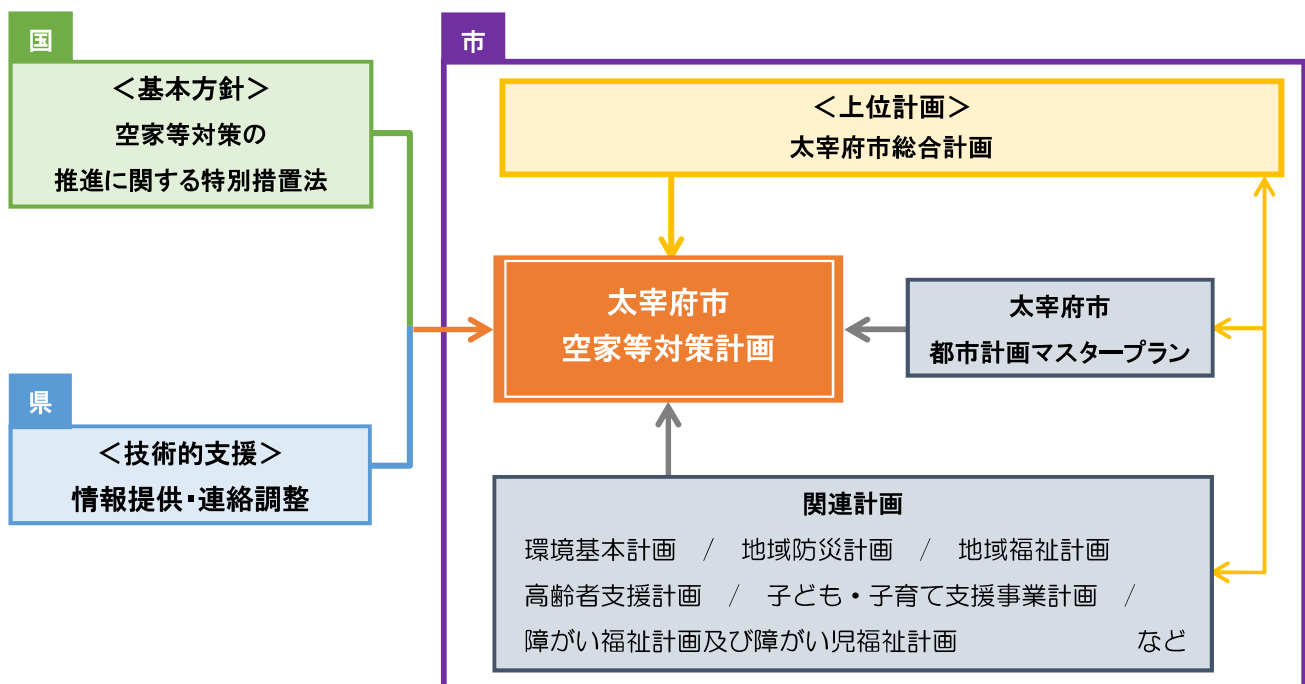 国
＜基本方針＞
空家等対策の
推進に関する特別措置法
県
＜技術的支援＞
情報提供・連絡調整
市
＜上位計画＞
太宰府市総合計画
太宰府市
空家等対策計画
太宰府市
都市計画マスタープラン
関連計画
環境基本計画　/　地域防災計画　/　地域福祉計画
高齢者支援計画　/　子ども・子育て支援事業計画　/
障がい福祉計画及び障がい児福祉計画　など